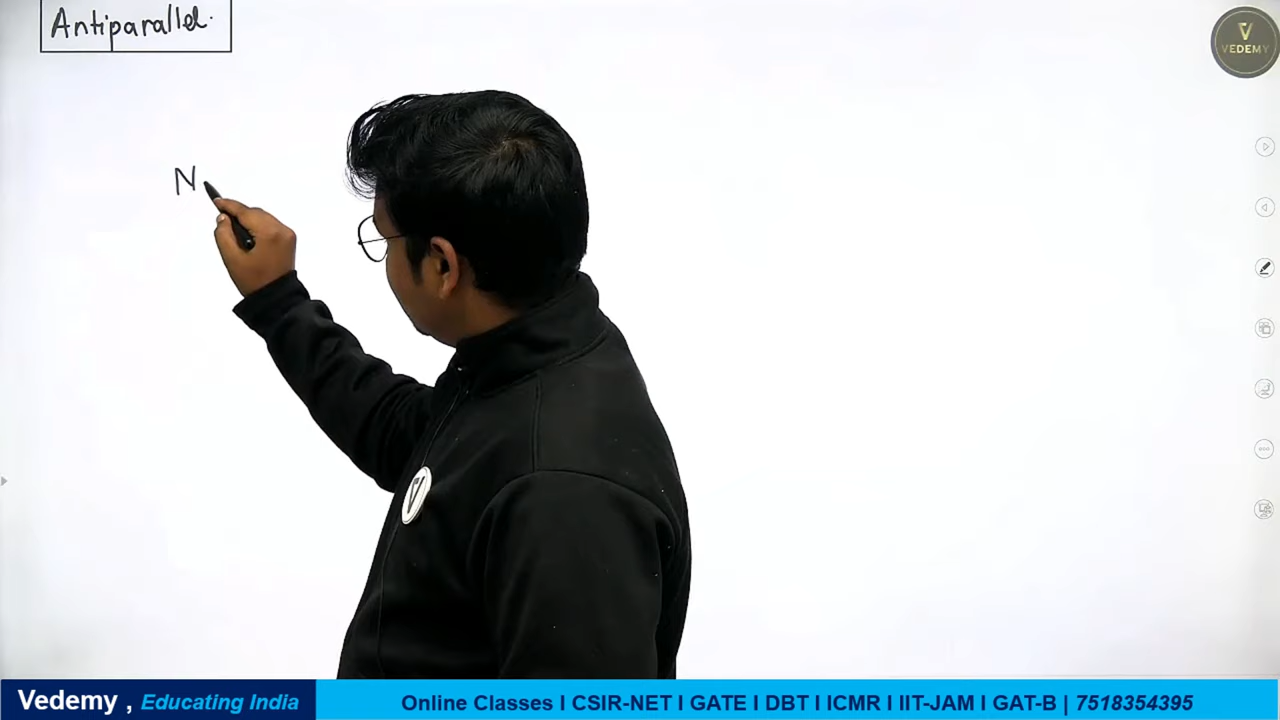 Antiparallel.
V
VEDEMY
N
V
Vedemy , Educating India
Online Classes I CSIR-NET I GATE I DBT I ICMR I IIT-JAM I GAT-B | 7518354395